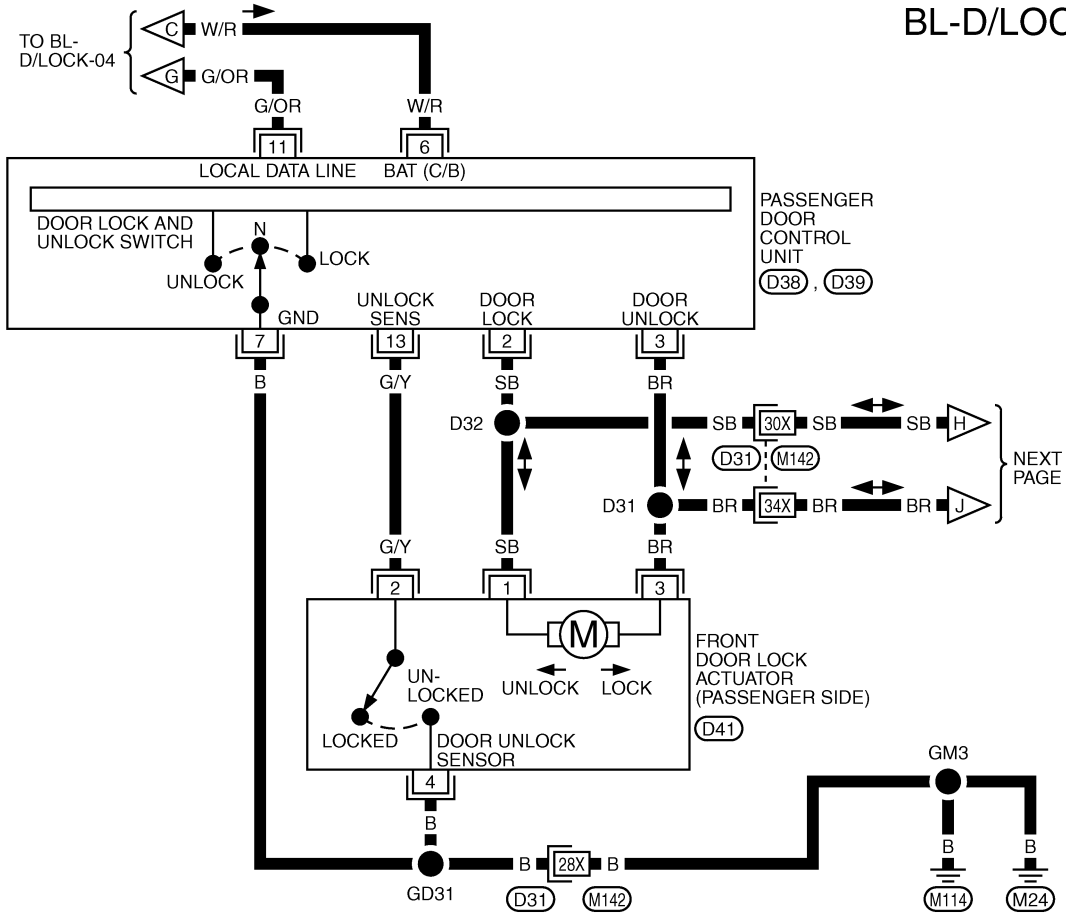 BL-D/LOC
TO BL-
D/LOCK-04
C W/R
G G/OR
G/OR W/R
11 6
LOCAL DATA LINE BAT (C/B)
DOOR LOCK AND
UNLOCK SWITCH
N
UNLOCK
LOCK
PASSENGER
DOOR
CONTROL
UNIT
D38 , D39
GND
UNLOCK
SENS
DOOR
LOCK
DOOR
UNLOCK
7 13 2 3
B G/Y SB BR
D32
SB 30X SB SB H
D31 M142
NEXT
PAGE
D31
BR 34X BR BR J
G/Y SB BR
2 1 3
M
UNLOCK LOCK
UN-
LOCKED
LOCKED
DOOR UNLOCK
SENSOR
FRONT
DOOR LOCK
ACTUATOR
(PASSENGER SIDE)
D41
4
B
GM3
B B
GD31
B 28X B
D31 M142
M114 M24